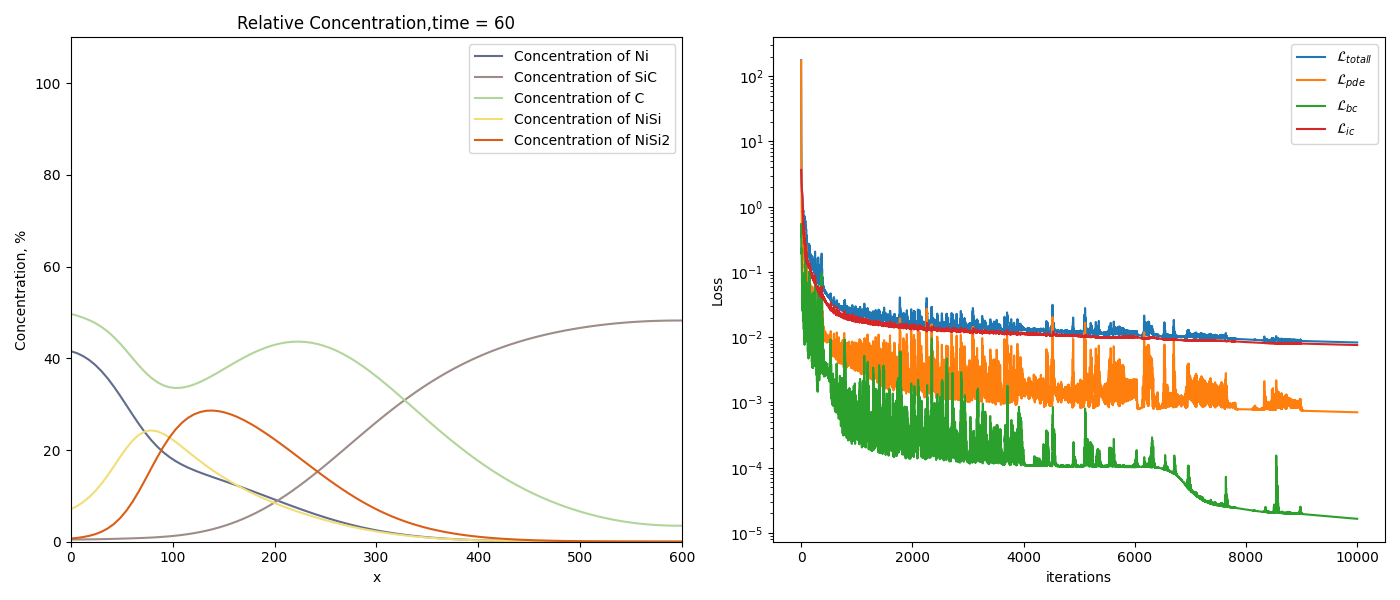 Relative Concentration,time = 60
Concentration, %
100
80
60
40
20
0
0 100 200 300 400 500 600
x
Concentration of Ni
Concentration of SiC
Concentration of C
Concentration of NiSi
Concentration of NiSi2
Loss
10²
10¹
10⁰
10⁻¹
10⁻²
10⁻³
10⁻⁴
10⁻⁵
0 2000 4000 6000 8000 10000
iterations
ℒtotall
ℒpde
ℒbc
ℒic